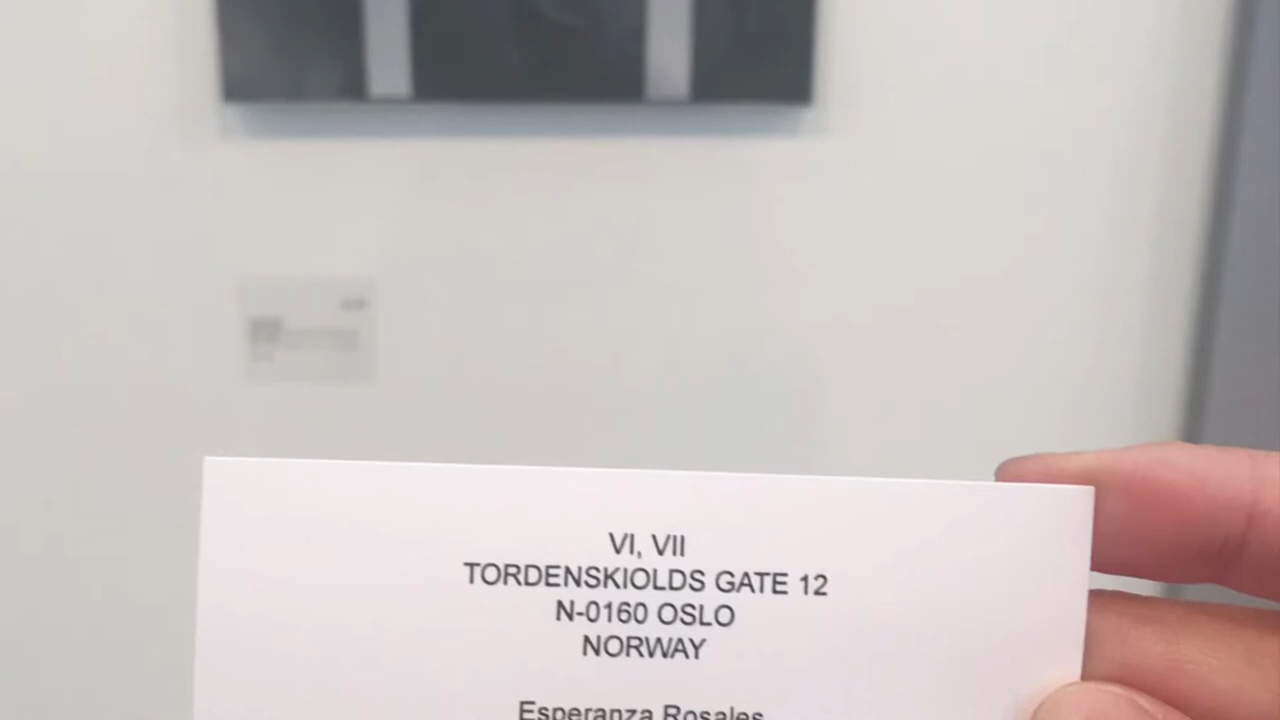 VI, VII
TORDENSKIOLDS GATE 12
N-0160 OSLO
NORWAY
Esperanza Rosales